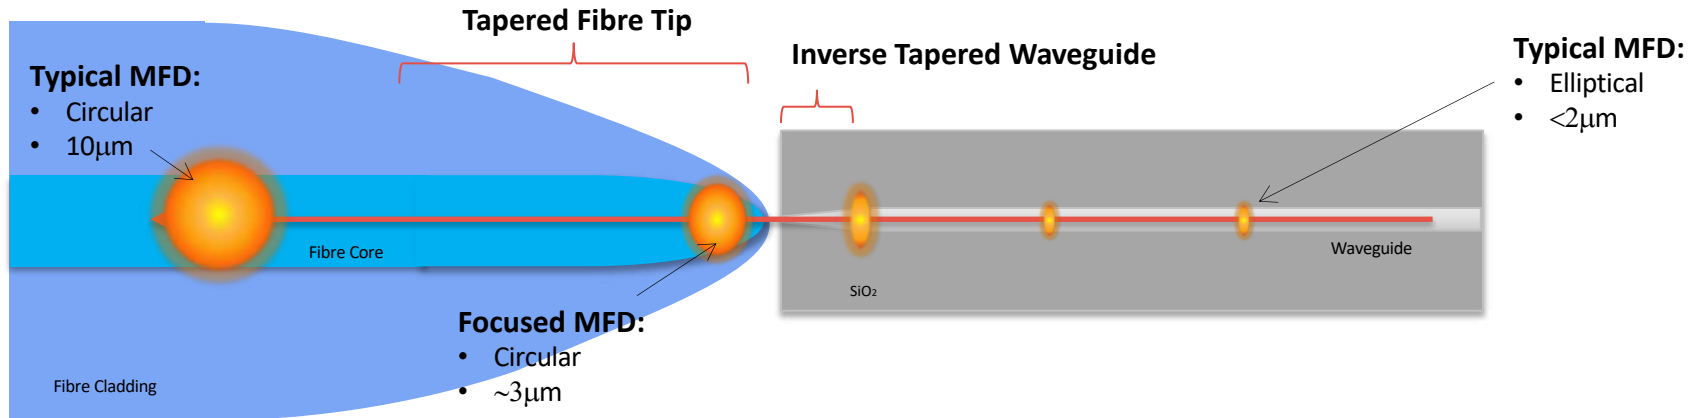 Tapered Fibre Tip
Inverse Tapered Waveguide
Typical MFD:
• Circular
• 10μm
Typical MFD:
• Elliptical
• <2μm
Fibre Core
Waveguide
SiO₂
Focused MFD:
• Circular
• ~3μm
Fibre Cladding